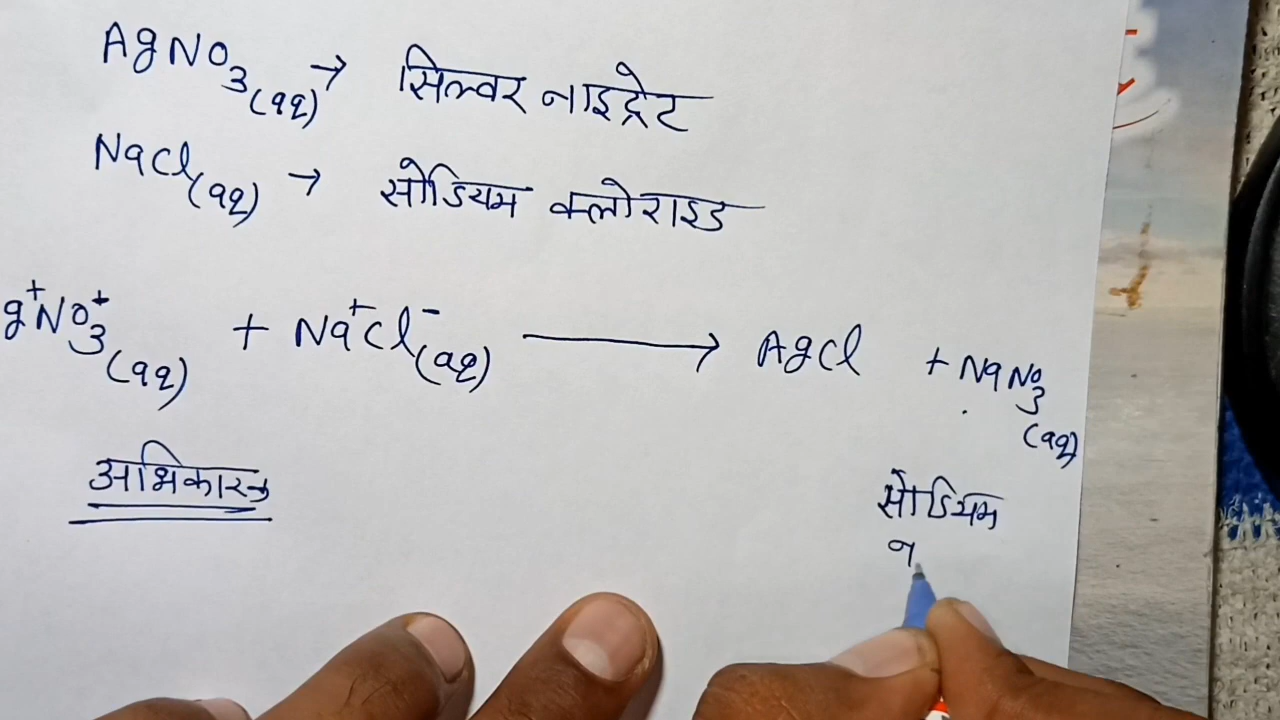 AgNO₃(aq) → सिल्वर नाइट्रेट
NaCl(aq) → सोडियम क्लोराइड
g⁺NO₃⁺(aq) + Na⁺Cl⁻(aq) ⟶ AgCl + NaNO₃(aq)
अभिकारक
सोडियम
न